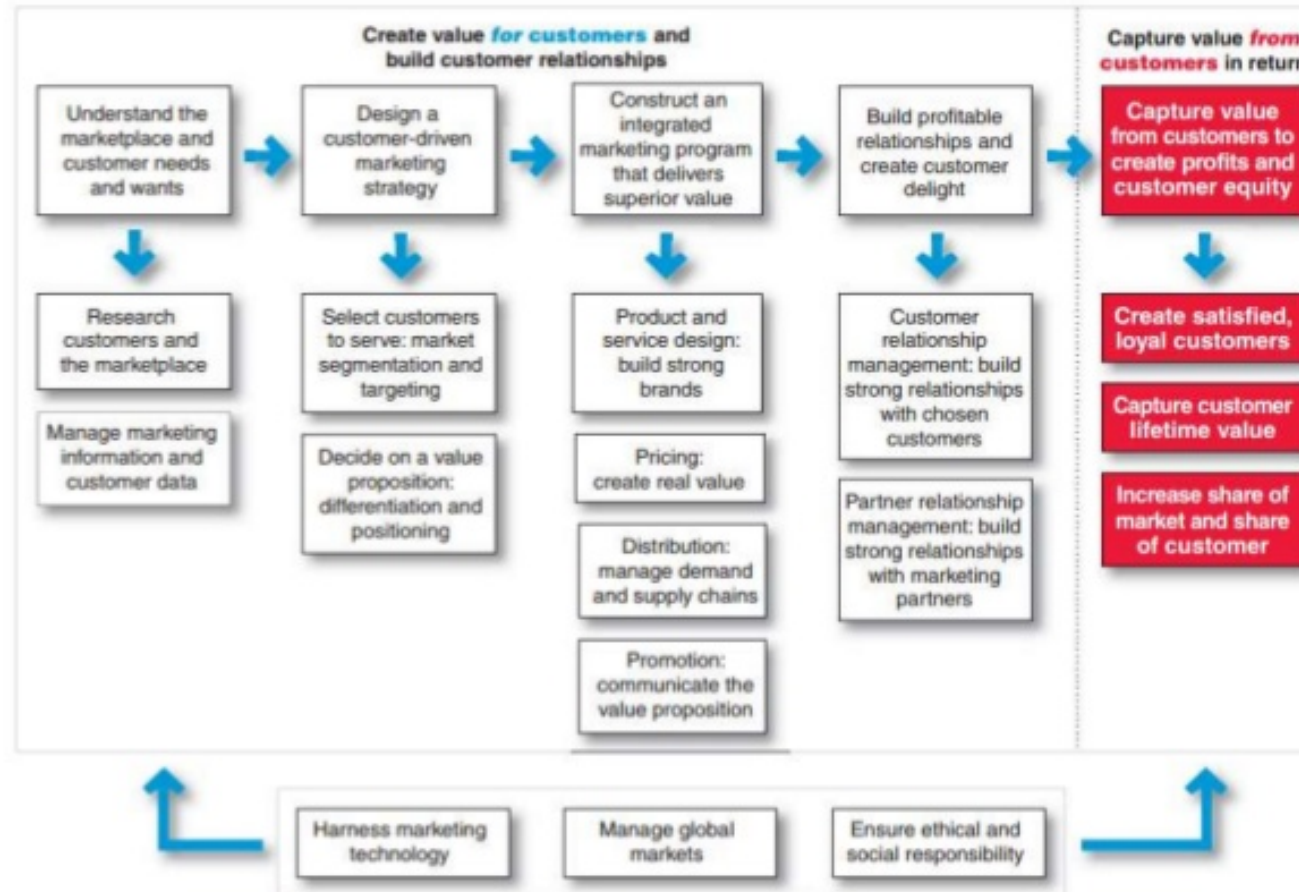 Create value for customers and
build customer relationships
Capture value from
customers in return
Understand the
marketplace and
customer needs
and wants
Design a
customer-driven
marketing
strategy
Construct an
integrated
marketing program
that delivers
superior value
Build profitable
relationships and
create customer
delight
Capture value
from customers to
create profits and
customer equity
Research
customers and
the marketplace
Manage marketing
information and
customer data
Select customers
to serve: market
segmentation and
targeting
Decide on a value
proposition:
differentiation and
positioning
Product and
service design:
build strong
brands
Pricing:
create real value
Distribution:
manage demand
and supply chains
Promotion:
communicate the
value proposition
Customer
relationship
management: build
strong relationships
with chosen
customers
Partner relationship
management: build
strong relationships
with marketing
partners
Create satisfied,
loyal customers
Capture customer
lifetime value
Increase share of
market and share
of customer
Harness marketing
technology
Manage global
markets
Ensure ethical and
social responsibility